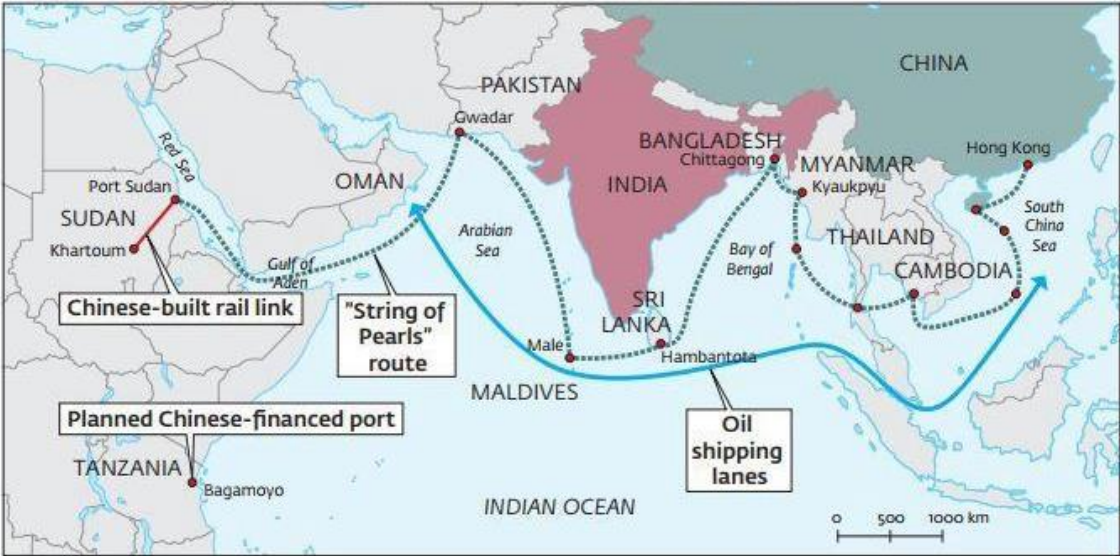 CHINA
PAKISTAN
Gwadar
BANGLADESH
Chittagong
MYANMAR
Kyaukpyu
Hong Kong
Red Sea
Port Sudan
SUDAN
Khartoum
OMAN
INDIA
Arabian
Sea
Bay of
Bengal
THAILAND
CAMBODIA
South
China
Sea
Gulf of
Aden
Chinese-built rail link
"String of
Pearls"
route
SRI
LANKA
Male
Hambantota
MALDIVES
Oil
shipping
lanes
Planned Chinese-financed port
TANZANIA
Bagamoyo
INDIAN OCEAN
0 500 1000 km